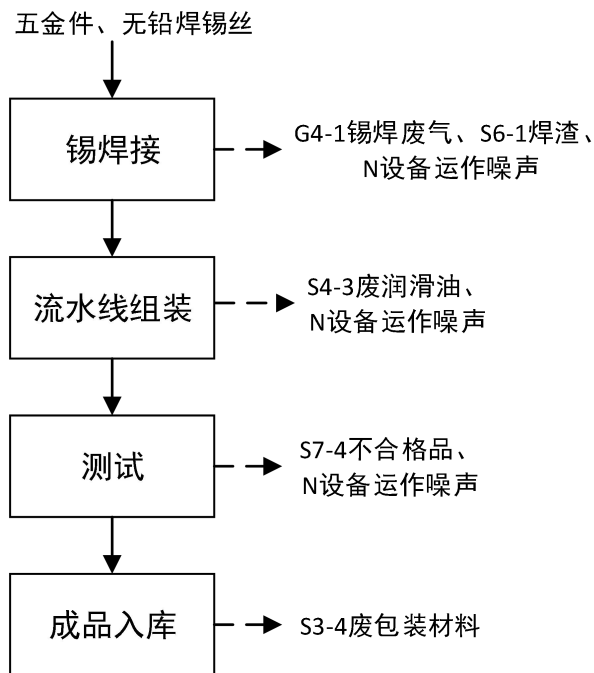 五金件、无铅焊锡丝
锡焊接
G4-1锡焊废气、S6-1焊渣、
N设备运作噪声
流水线组装
S4-3废润滑油、
N设备运作噪声
测试
S7-4不合格品、
N设备运作噪声
成品入库
S3-4废包装材料